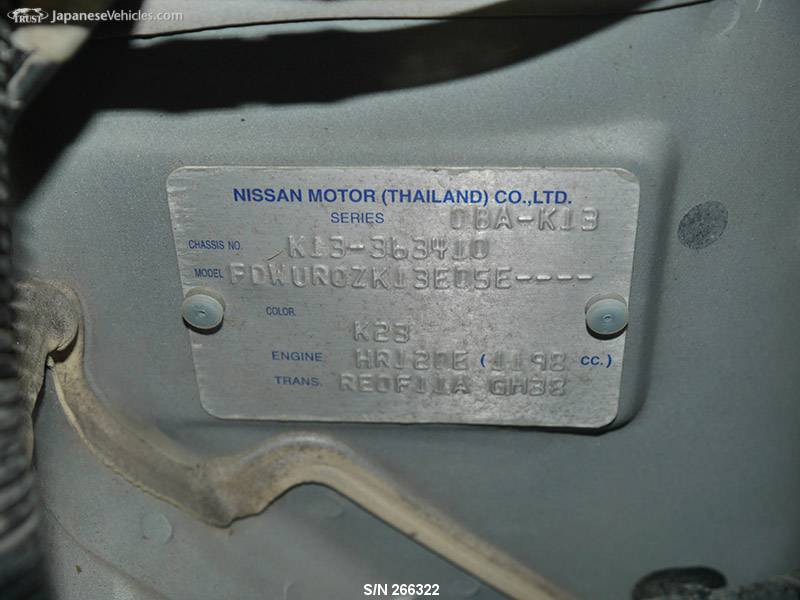 TRUST JapaneseVehicles.com
NISSAN MOTOR (THAILAND) CO.,LTD.
SERIES DBA-K13
CHASSIS NO. K13-363410
MODEL FDWURQZK13EQ5E----
COLOR
K23
ENGINE HR12DE (1198 CC.)
TRANS. RE0F11A GH38
S/N 266322